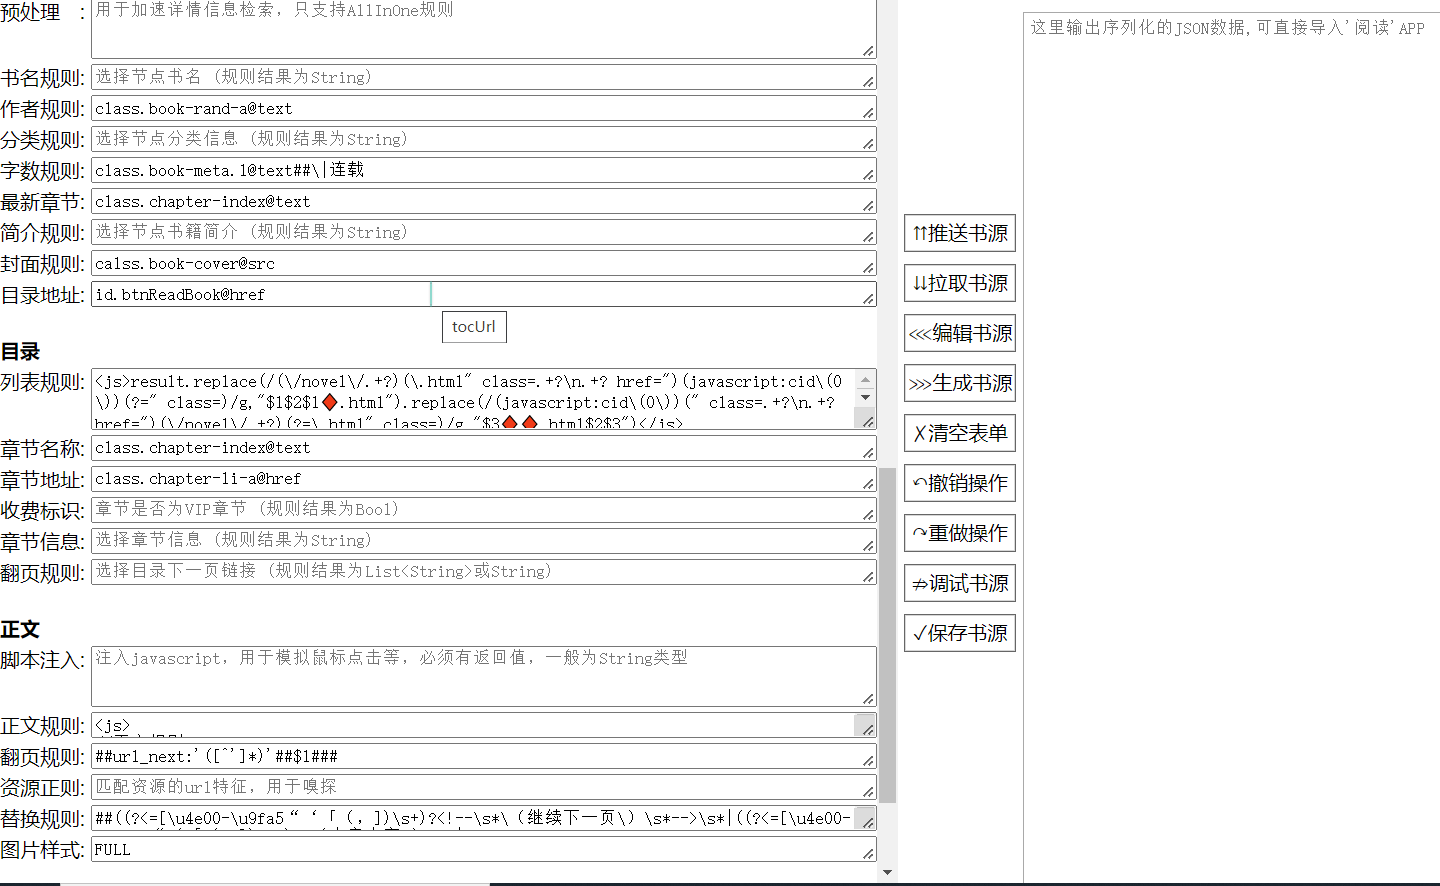 预处理 : 用于加速详情信息检索，只支持AllInOne规则
书名规则: 选择节点书名 (规则结果为String)
作者规则: class.book-rand-a@text
分类规则: 选择节点分类信息 (规则结果为String)
字数规则: class.book-meta.1@text##\|连载
最新章节: class.chapter-index@text
简介规则: 选择节点书籍简介 (规则结果为String)
封面规则: calss.book-cover@src
目录地址: id.btnReadBook@href
tocUrl
目录
列表规则: <js>result.replace(/(\/novel\/.+?)(\.html" class=.+?\n.+? href=")(javascript:cid\(0
\))(?=" class=)/g,"$1$2$1♦.html").replace(/(javascript:cid\(0\))(" class=.+?\n.+?
href=")(\/novel\/.+?)(?=\.html" class=)/g,"$3♦♦.html$2$3")</js>
章节名称: class.chapter-index@text
章节地址: class.chapter-li-a@href
收费标识: 章节是否为VIP章节 (规则结果为Bool)
章节信息: 选择章节信息 (规则结果为String)
翻页规则: 选择目录下一页链接 (规则结果为List<String>或String)
正文
脚本注入: 注入javascript，用于模拟鼠标点击等，必须有返回值，一般为String类型
正文规则: <js>
翻页规则: ##url_next:'([^']*)'##$1###
资源正则: 匹配资源的url特征，用于嗅探
替换规则: ##((?<=[\u4e00-\u9fa5“‘「（，])\s+)?<!--\s*\（继续下一页\）\s*-->\s*|((?<=[\u4e00-
图片样式: FULL
⇈推送书源
⇊拉取书源
⋘编辑书源
⋙生成书源
✗清空表单
↶撤销操作
↷重做操作
⇏调试书源
✓保存书源
这里输出序列化的JSON数据,可直接导入'阅读'APP